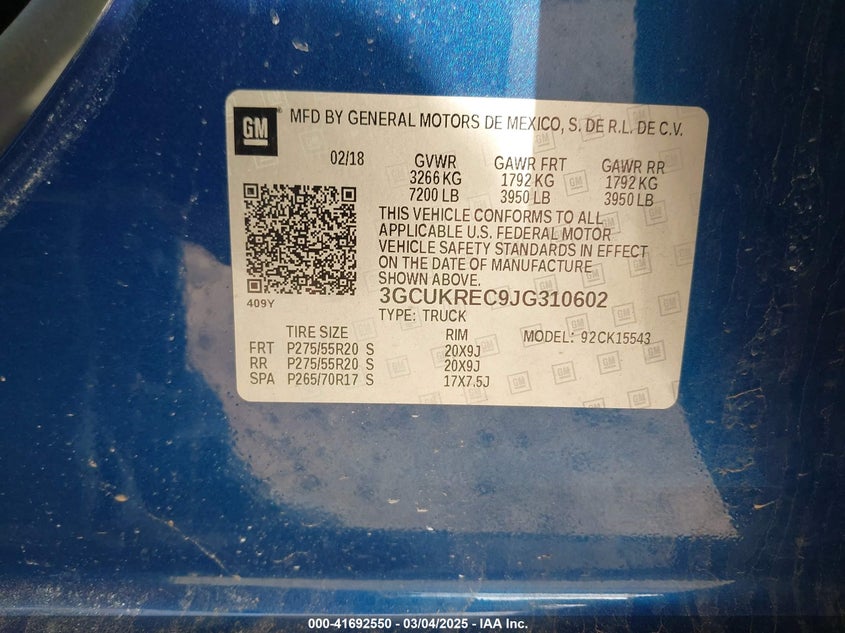 GM
MFD BY GENERAL MOTORS DE MEXICO, S. DE R.L. DE C.V.
02/18 GVWR GAWR FRT GAWR RR
3266 KG 1792 KG 1792 KG
7200 LB 3950 LB 3950 LB
THIS VEHICLE CONFORMS TO ALL
APPLICABLE U.S. FEDERAL MOTOR
VEHICLE SAFETY STANDARDS IN EFFECT
ON THE DATE OF MANUFACTURE
SHOWN ABOVE.
409Y
3GCUKREC9JG310602
TYPE: TRUCK
TIRE SIZE RIM MODEL: 92CK15543
FRT P275/55R20 S 20X9J
RR P275/55R20 S 20X9J
SPA P265/70R17 S 17X7.5J
000-41692550 - 03/04/2025 - IAA Inc.